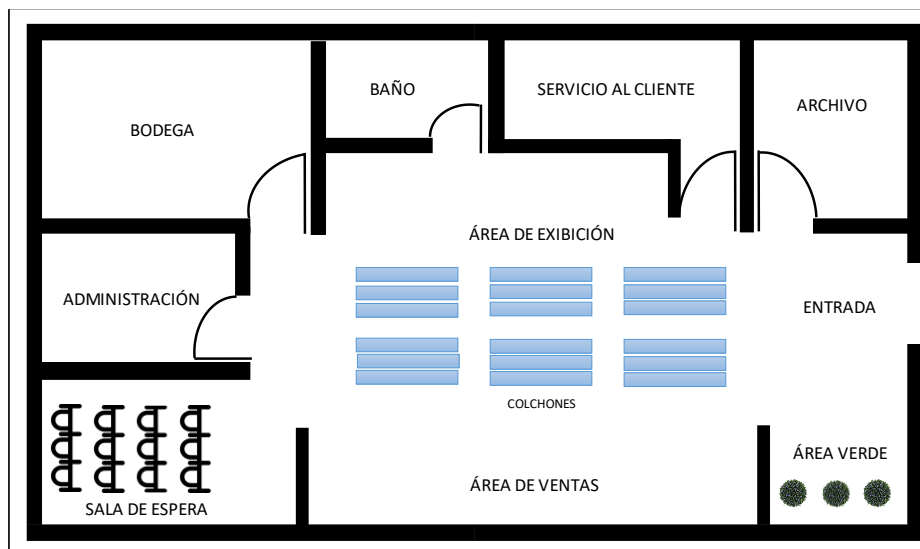 BAÑO
SERVICIO AL CLIENTE
ARCHIVO
BODEGA
ÁREA DE EXIBICIÓN
ADMINISTRACIÓN
ENTRADA
COLCHONES
ÁREA VERDE
ÁREA DE VENTAS
SALA DE ESPERA